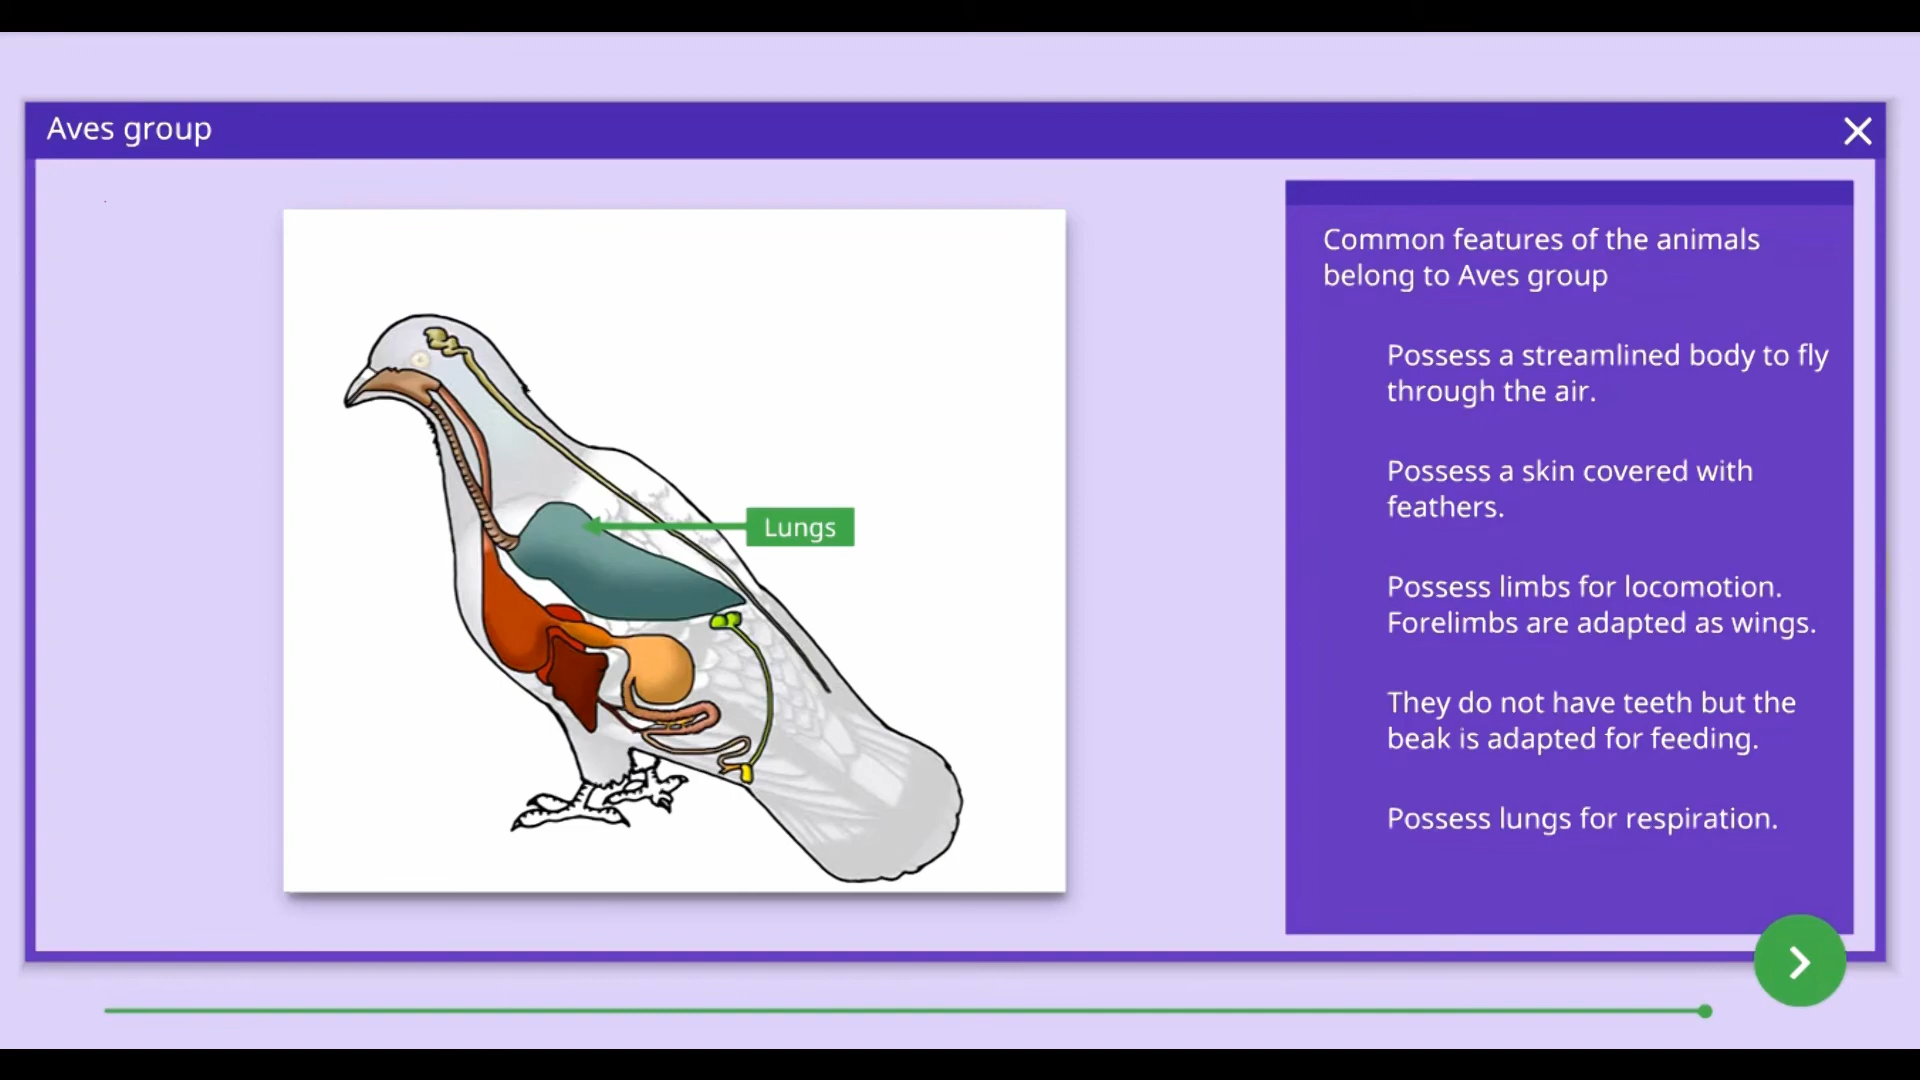 Aves group
Lungs
Common features of the animals
belong to Aves group
Possess a streamlined body to fly
through the air.
Possess a skin covered with
feathers.
Possess limbs for locomotion.
Forelimbs are adapted as wings.
They do not have teeth but the
beak is adapted for feeding.
Possess lungs for respiration.